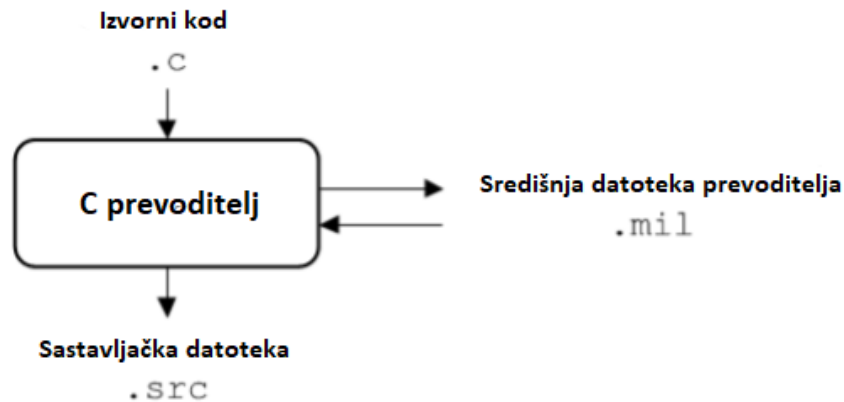 Izvorni kod
.c
C prevoditelj
Središnja datoteka prevoditelja
.mil
Sastavljačka datoteka
.src